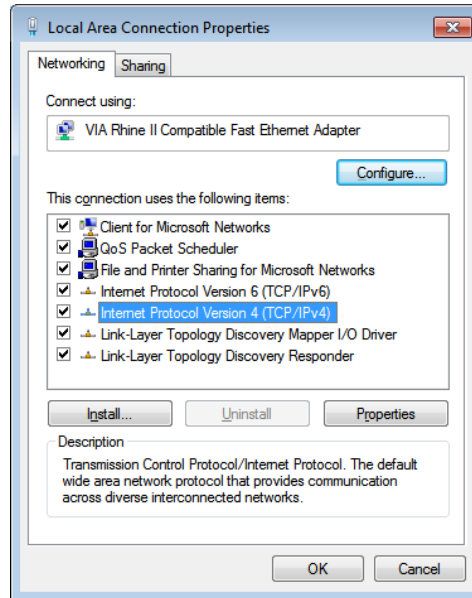 Local Area Connection Properties
Networking
Sharing
Connect using:
VIA Rhine II Compatible Fast Ethernet Adapter
Configure...
This connection uses the following items:
Client for Microsoft Networks
QoS Packet Scheduler
File and Printer Sharing for Microsoft Networks
Internet Protocol Version 6 (TCP/IPv6)
Internet Protocol Version 4 (TCP/IPv4)
Link-Layer Topology Discovery Mapper I/O Driver
Link-Layer Topology Discovery Responder
Install...
Uninstall
Properties
Description
Transmission Control Protocol/Internet Protocol. The default
wide area network protocol that provides communication
across diverse interconnected networks.
OK
Cancel